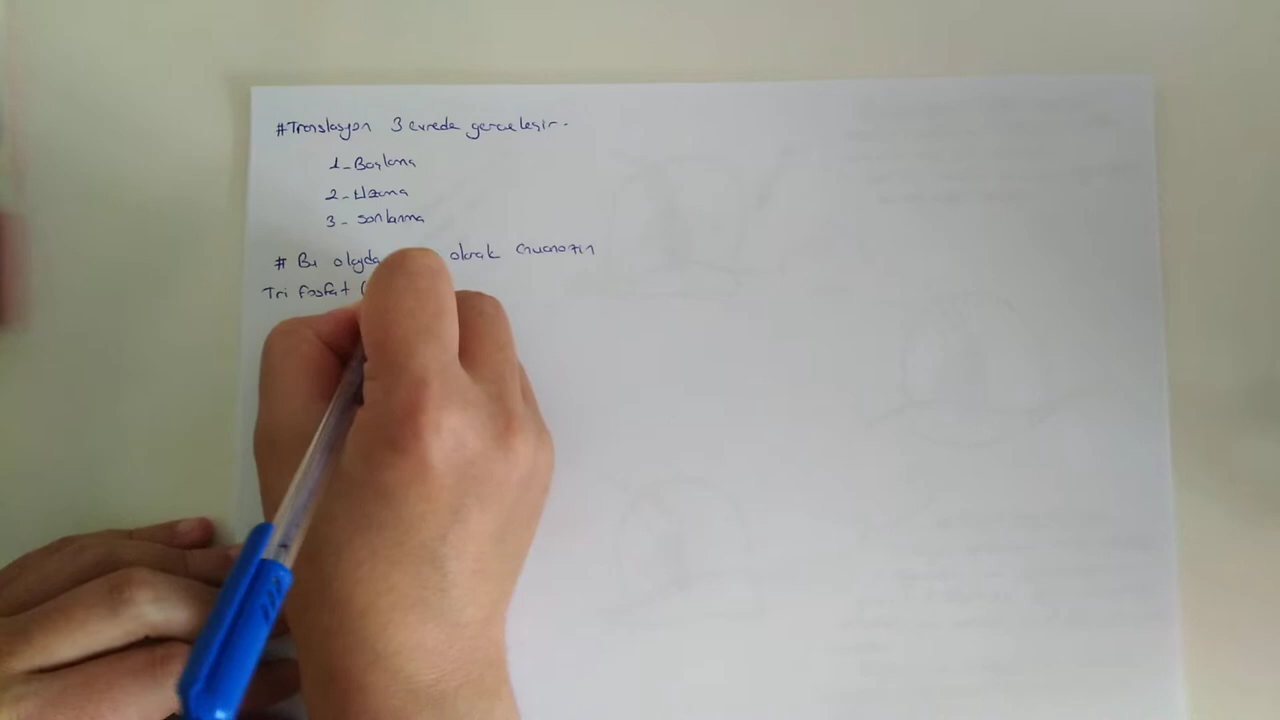 #Translasyon 3 evrede gerçekleşir.
1-Başlama
2-Uzama
3-Sonlanma
# Bu olayda olarak Guanozin
Tri fosfat (